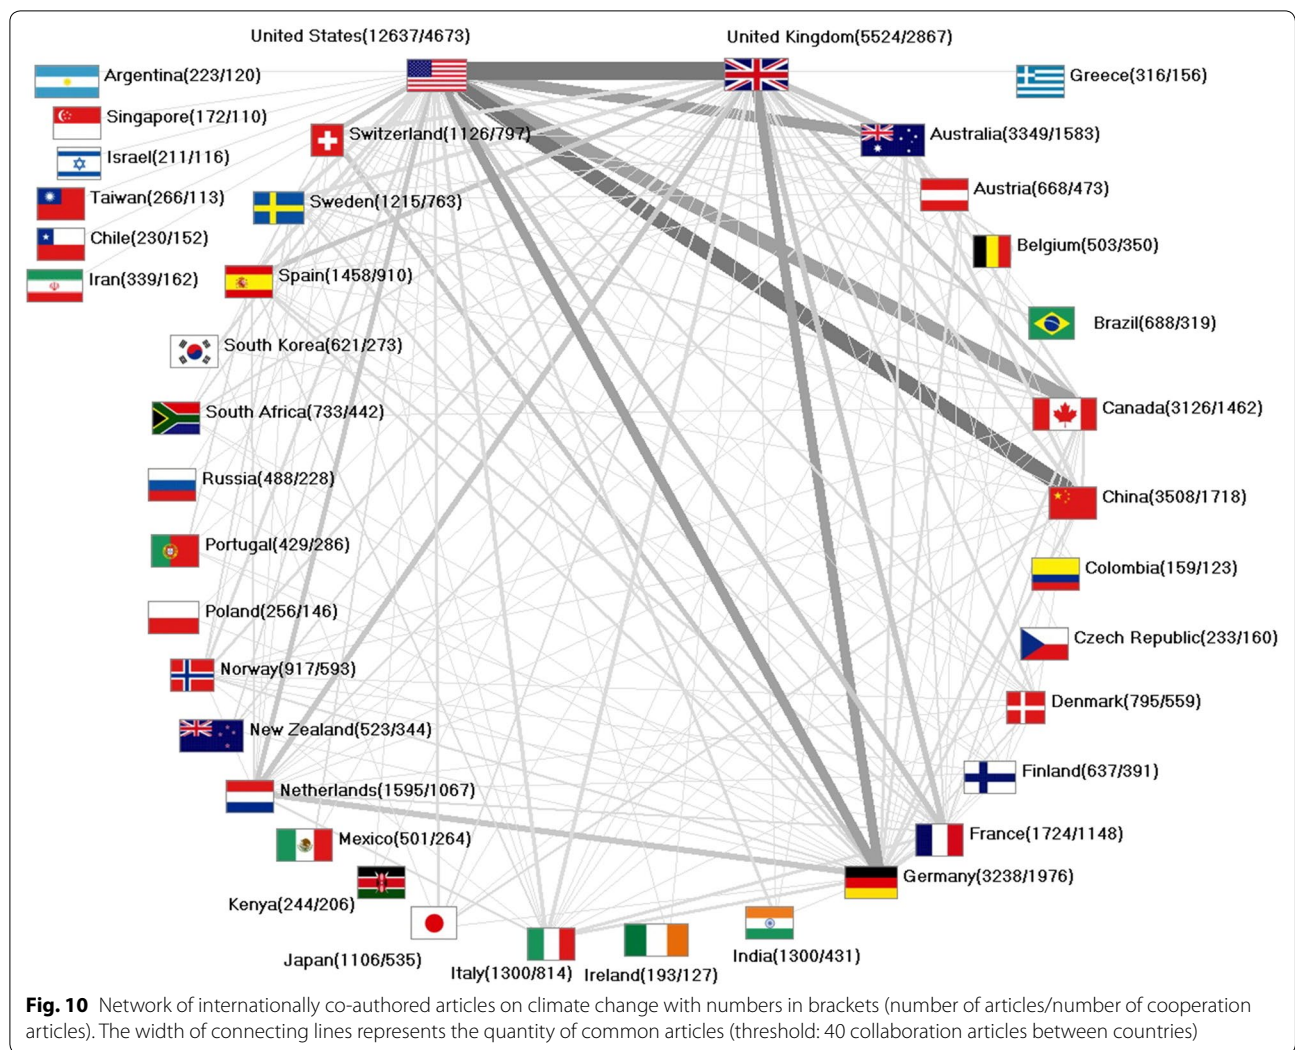 United States(12637/4673)
United Kingdom(5524/2867)
Argentina(223/120)
Greece(316/156)
Singapore(172/110)
Switzerland(1126/797)
Australia(3349/1583)
Israel(211/116)
Taiwan(266/113)
Sweden(1215/763)
Austria(668/473)
Chile(230/152)
Belgium(503/350)
Iran(339/162)
Spain(1458/910)
Brazil(688/319)
South Korea(621/273)
South Africa(733/442)
Canada(3126/1462)
Russia(488/228)
China(3508/1718)
Portugal(429/286)
Colombia(159/123)
Poland(256/146)
Czech Republic(233/160)
Norway(917/593)
Denmark(795/559)
New Zealand(523/344)
Finland(637/391)
Netherlands(1595/1067)
France(1724/1148)
Mexico(501/264)
Germany(3238/1976)
Kenya(244/206)
Japan(1106/535)
Italy(1300/814)
Ireland(193/127)
India(1300/431)
Fig. 10 Network of internationally co-authored articles on climate change with numbers in brackets (number of articles/number of cooperation
articles). The width of connecting lines represents the quantity of common articles (threshold: 40 collaboration articles between countries)